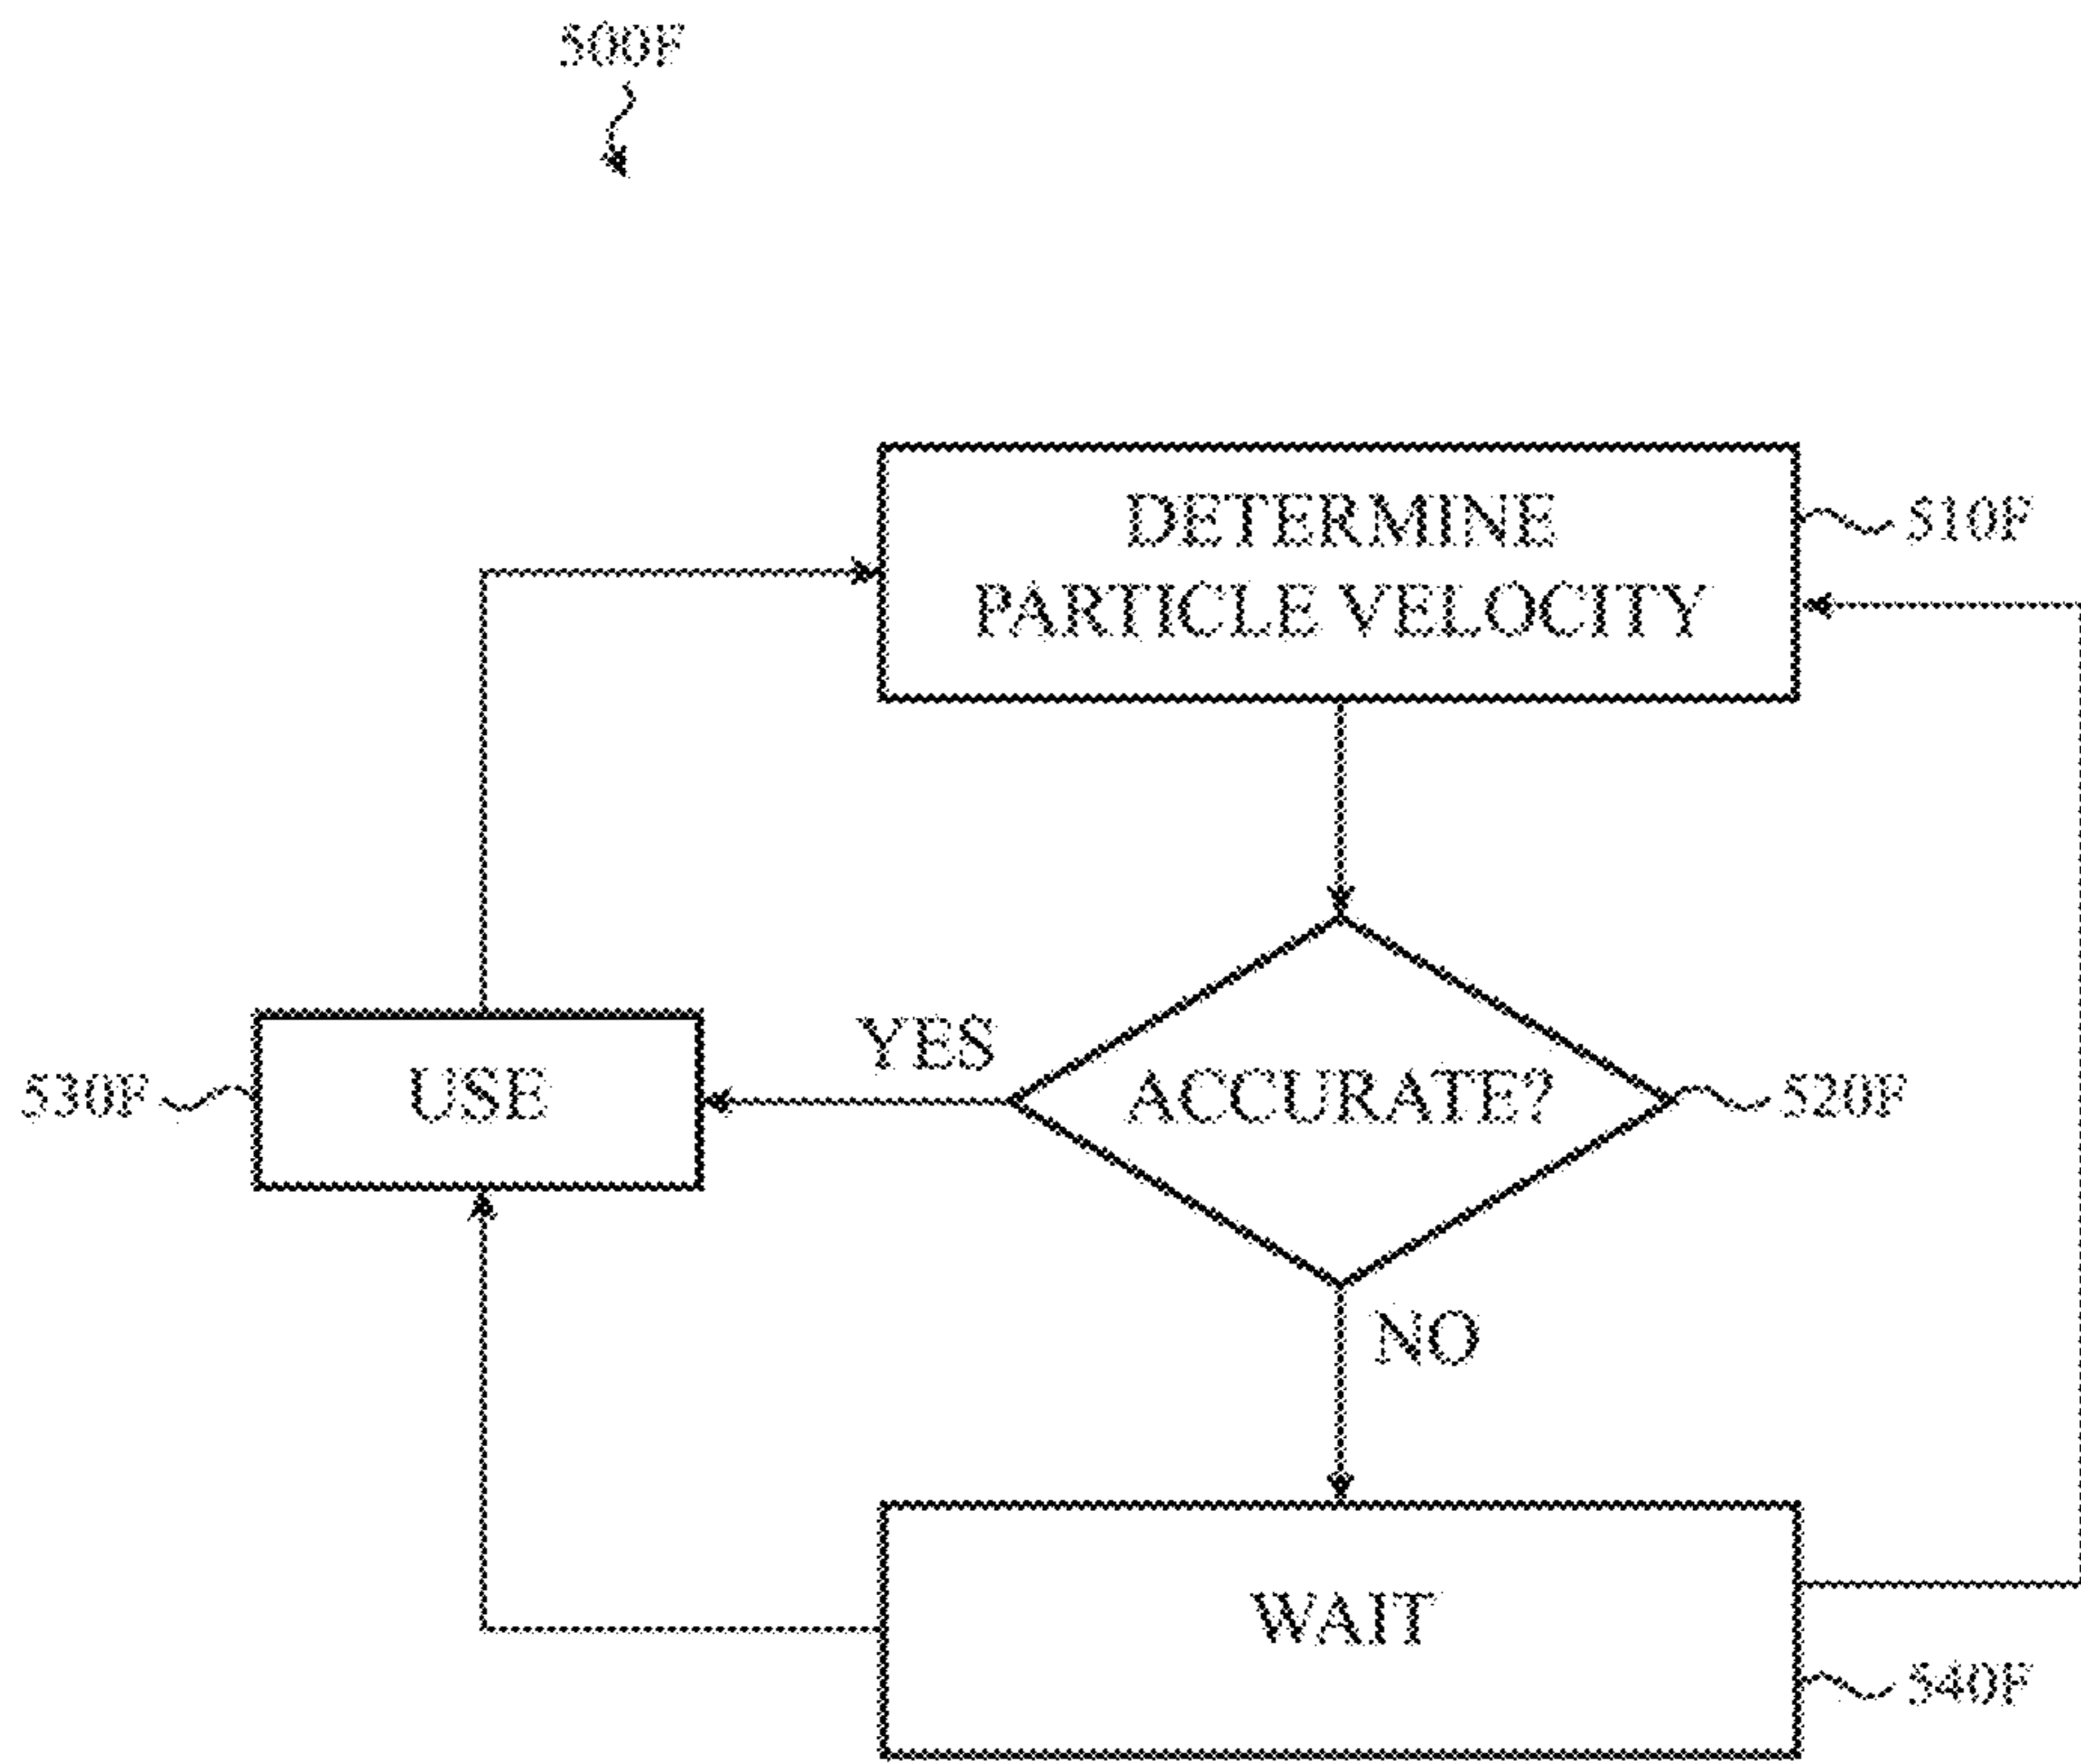 500F
DETERMINE
PARTICLE VELOCITY
510F
YES
530F
USE
ACCURATE?
520F
NO
WAIT
540F